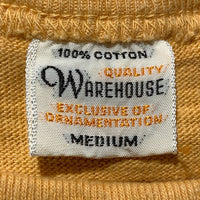 100% COTTON
QUALITY
WAREHOUSE
EXCLUSIVE OF
ORNAMENTATION
MEDIUM